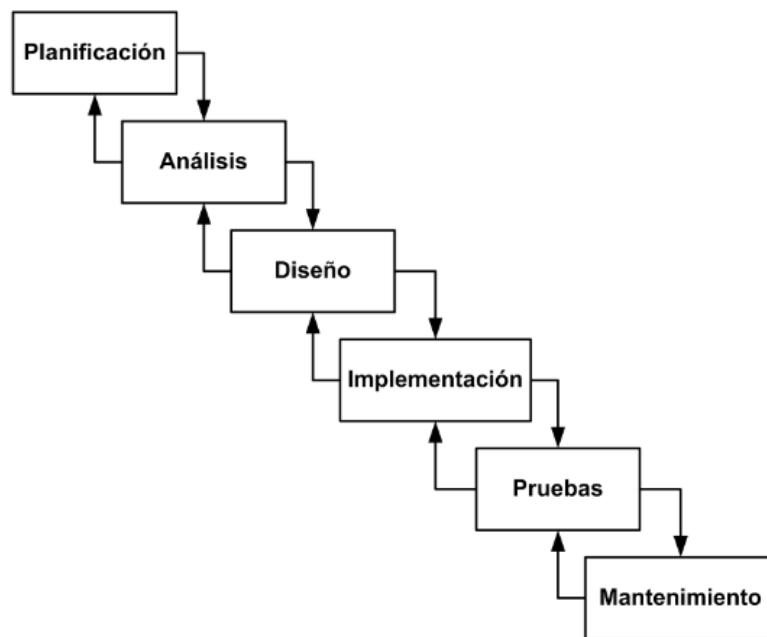 Planificación
Análisis
Diseño
Implementación
Pruebas
Mantenimiento